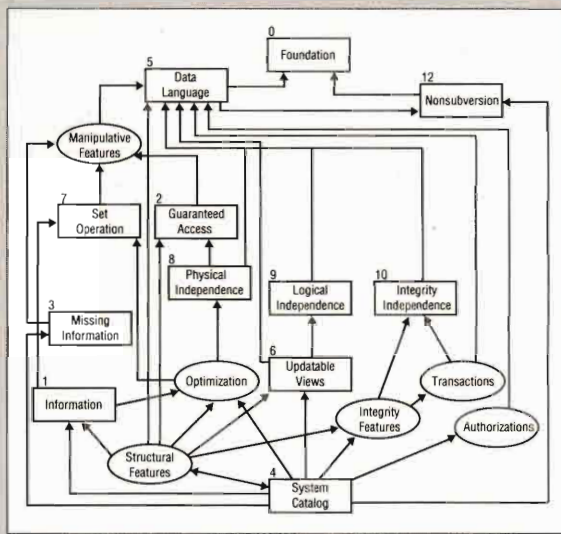 0
Foundation
5
Data
Language
12
Nonsubversion
Manipulative
Features
7
Set
Operation
2
Guaranteed
Access
8
Physical
Independence
9
Logical
Independence
10
Integrity
Independence
3
Missing
Information
1
Information
Optimization
6
Updatable
Views
Transactions
Integrity
Features
Authorizations
Structural
Features
4
System
Catalog